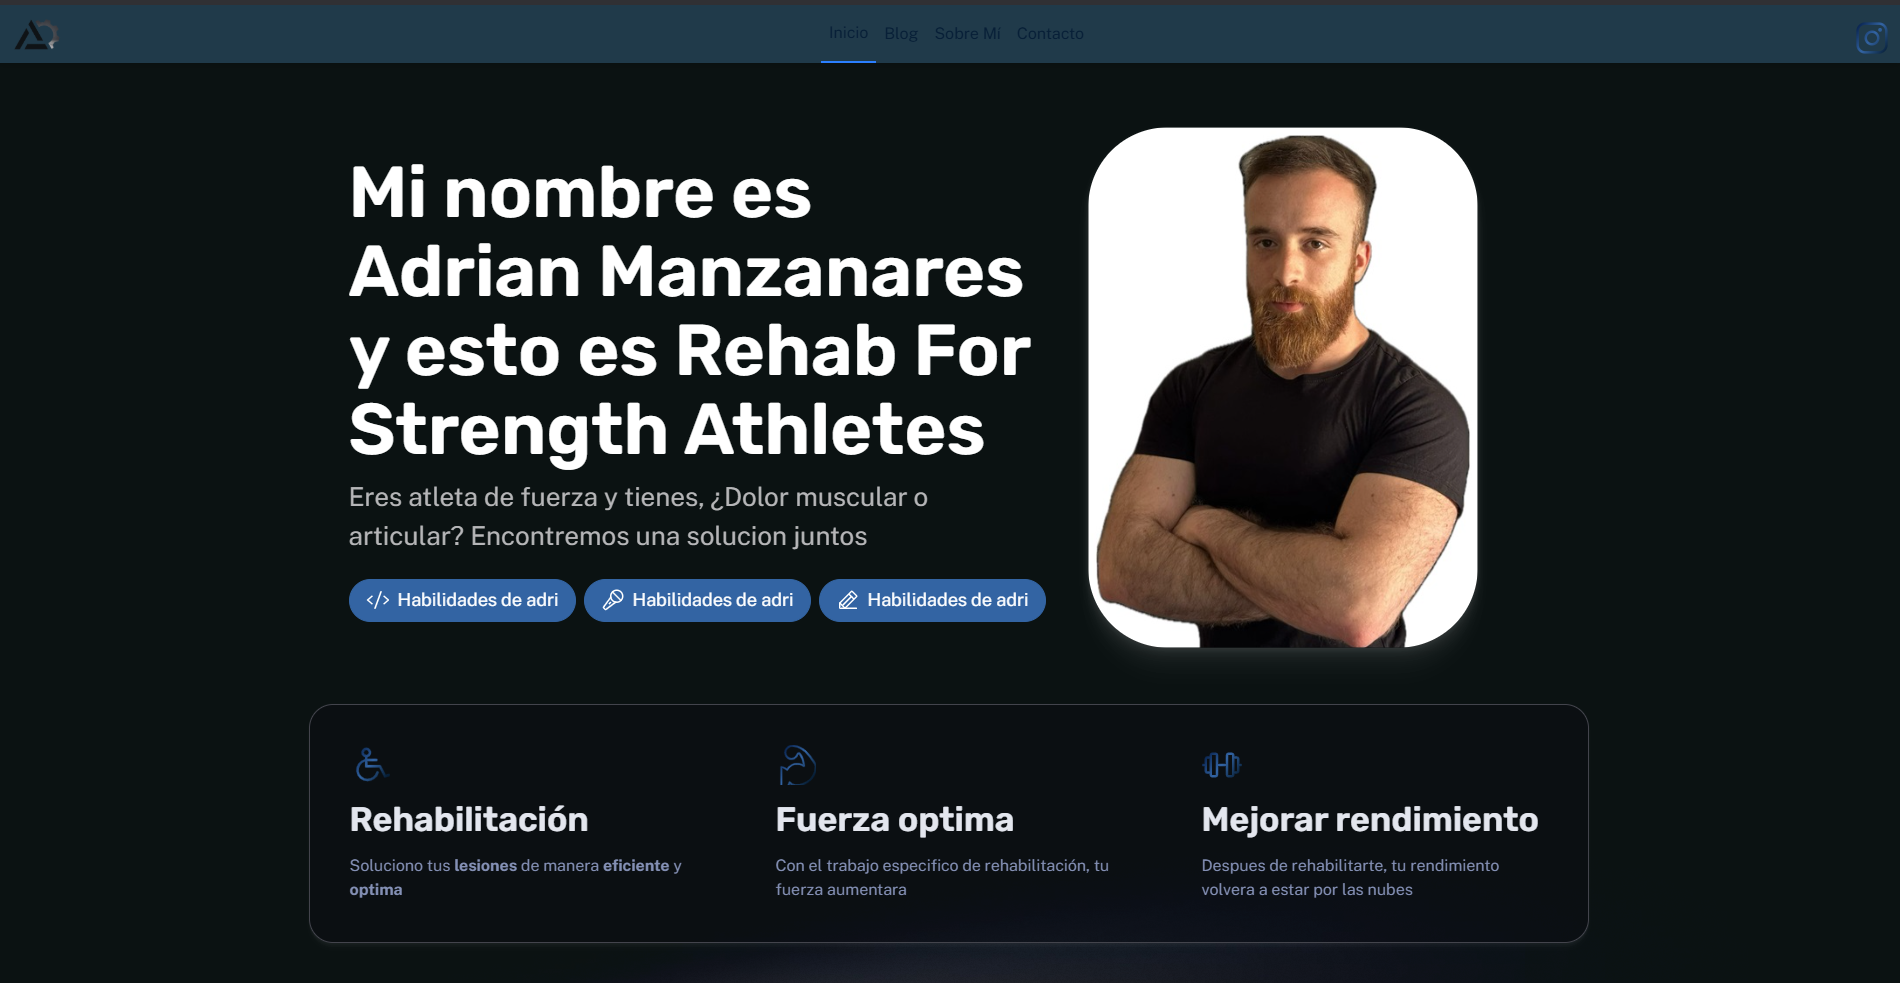 Inicio Blog Sobre Mí Contacto
Mi nombre es
Adrian Manzanares
y esto es Rehab For
Strength Athletes
Eres atleta de fuerza y tienes, ¿Dolor muscular o
articular? Encontremos una solucion juntos
Habilidades de adri Habilidades de adri Habilidades de adri
Rehabilitación
Soluciono tus lesiones de manera eficiente y
optima
Fuerza optima
Con el trabajo especifico de rehabilitación, tu
fuerza aumentara
Mejorar rendimiento
Despues de rehabilitarte, tu rendimiento
volvera a estar por las nubes